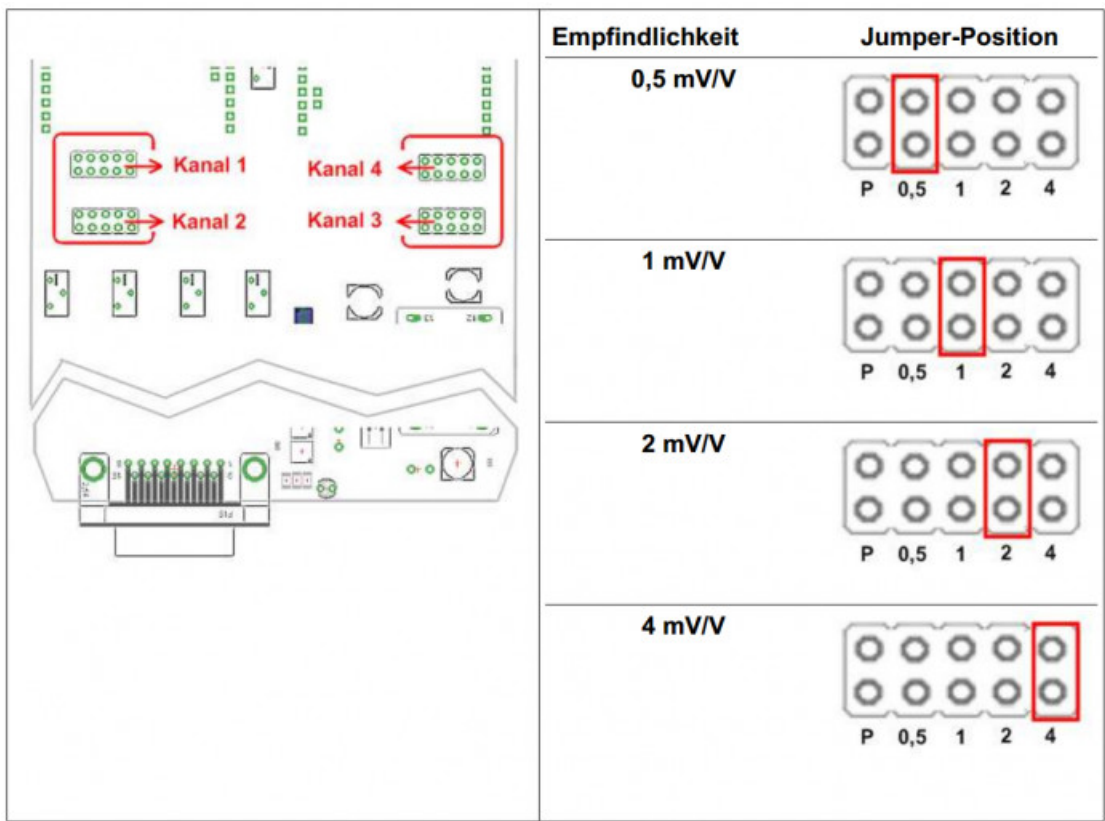 Kanal 1
Kanal 2
Kanal 4
Kanal 3
Empfindlichkeit Jumper-Position
0,5 mV/V
P 0,5 1 2 4
1 mV/V
P 0,5 1 2 4
2 mV/V
P 0,5 1 2 4
4 mV/V
P 0,5 1 2 4